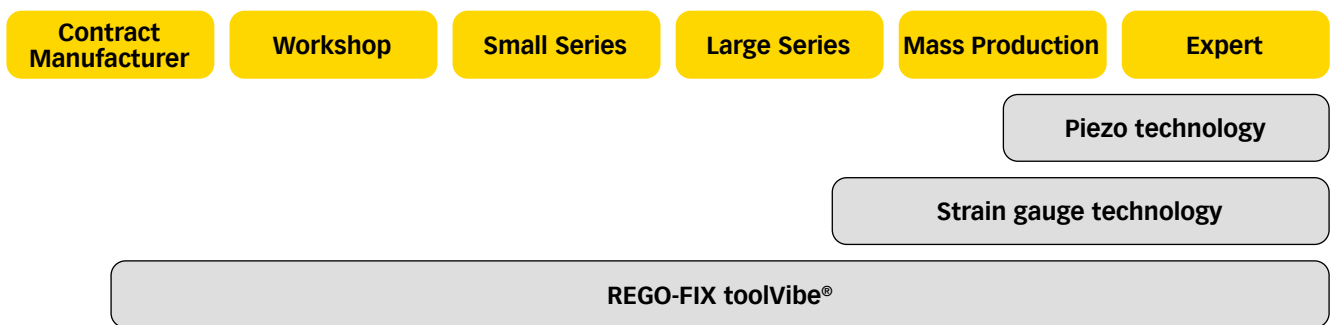 Contract
Manufacturer
Workshop
Small Series
Large Series
Mass Production
Expert
Piezo technology
Strain gauge technology
REGO-FIX toolVibe®